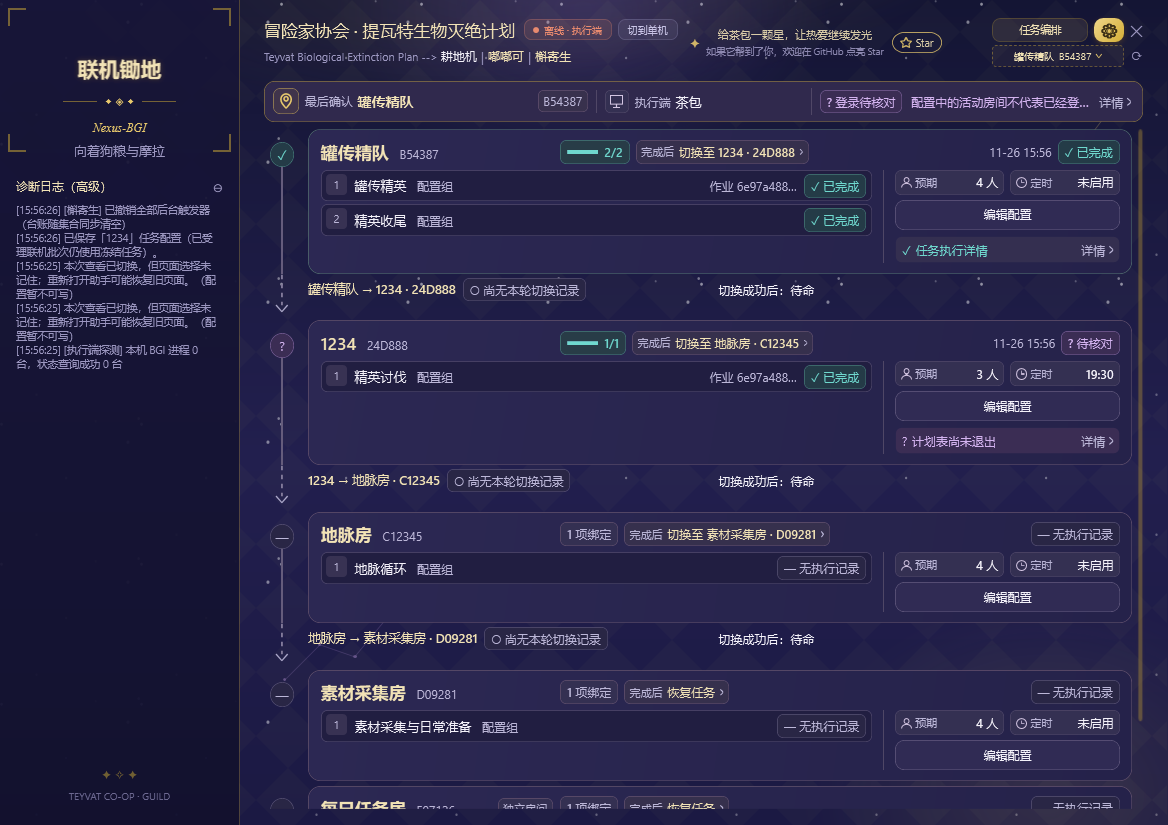 联机锄地
Nexus-BGI
向着狗粮与摩拉
诊断日志（高级）
[15:56:26] [槲寄生] 已撤销全部后台触发器
（台账随集合同步清空）
[15:56:26] 已保存「1234」任务配置（已受
理联机批次仍使用冻结任务）。
[15:56:25] 本次查看已切换，但页面选择未
记住；重新打开助手可能恢复旧页面。（配
置暂不可写）
[15:56:25] 本次查看已切换，但页面选择未
记住；重新打开助手可能恢复旧页面。（配
置暂不可写）
[15:56:25] [执行端探测] 本机 BGI 进程 0
台，状态查询成功 0 台
TEYVAT CO-OP · GUILD
冒险家协会 · 提瓦特生物灭绝计划
离线 · 执行端
切到单机
Teyvat Biological Extinction Plan --> 耕地机 | 嘟嘟可 | 槲寄生
给茶包一颗星，让热爱继续发光
如果它帮到了你，欢迎在 GitHub 点亮 Star
Star
任务编排
罐传精队 B54387
最后确认 罐传精队
B54387
执行端 茶包
? 登录待核对
配置中的活动房间不代表已经登...
详情
罐传精队 B54387
2/2
完成后 切换至 1234 · 24D888
11-26 15:56
✓ 已完成
1 罐传精英 配置组
作业 6e97a488...
✓ 已完成
2 精英收尾 配置组
✓ 已完成
预期 4 人
定时 未启用
编辑配置
✓ 任务执行详情 详情
罐传精队 → 1234 · 24D888
尚无本轮切换记录
切换成功后：待命
1234 24D888
1/1
完成后 切换至 地脉房 · C12345
11-26 15:56
? 待核对
1 精英讨伐 配置组
作业 6e97a488...
✓ 已完成
预期 3 人
定时 19:30
编辑配置
? 计划表尚未退出 详情
1234 → 地脉房 · C12345
尚无本轮切换记录
切换成功后：待命
地脉房 C12345
1 项绑定
完成后 切换至 素材采集房 · D09281
— 无执行记录
1 地脉循环 配置组
— 无执行记录
预期 4 人
定时 未启用
编辑配置
地脉房 → 素材采集房 · D09281
尚无本轮切换记录
切换成功后：待命
素材采集房 D09281
1 项绑定
完成后 恢复任务
— 无执行记录
1 素材采集与日常准备 配置组
— 无执行记录
预期 4 人
定时 未启用
编辑配置
每日任务房
独立房间
1 项绑定
完成后 恢复任务
无执行记录